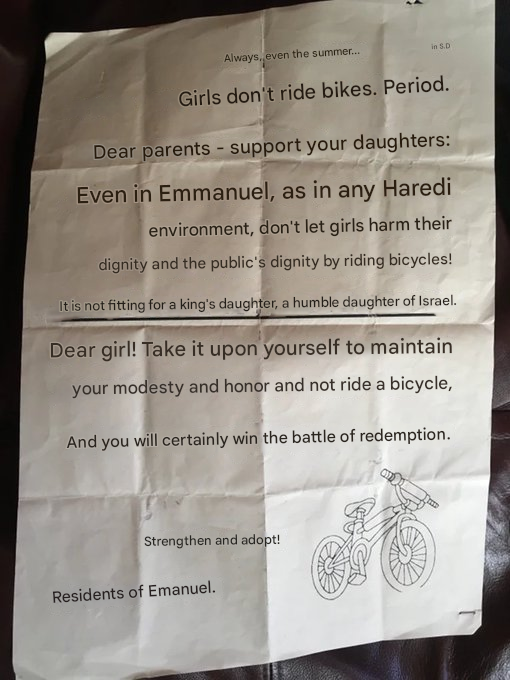 in S.D
Always, even the summer...
Girls don't ride bikes. Period.
Dear parents - support your daughters:
Even in Emmanuel, as in any Haredi
environment, don't let girls harm their
dignity and the public's dignity by riding bicycles!
It is not fitting for a king's daughter, a humble daughter of Israel.
Dear girl! Take it upon yourself to maintain
your modesty and honor and not ride a bicycle,
And you will certainly win the battle of redemption.
Strengthen and adopt!
Residents of Emanuel.